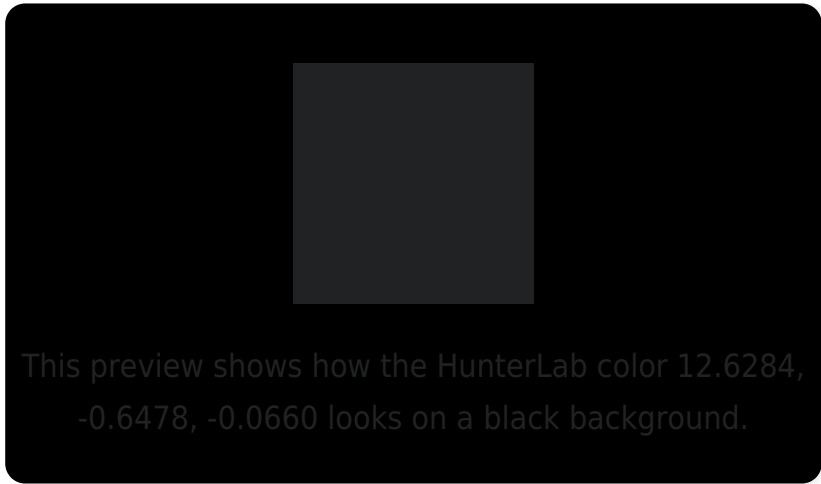 This preview shows how the HunterLab color 12.6284,
-0.6478, -0.0660 looks on a black background.